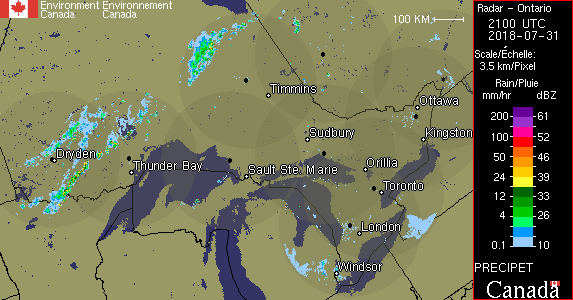 Environment Environnement
Canada Canada
100 KM
Timmins
Ottawa
Sudbury
Kingston
Dryden
Thunder Bay
Sault Ste. Marie
Orillia
Toronto
London
Windsor
Radar - Ontario
2100 UTC
2018-07-31
Scale/Échelle:
3.5 km/Pixel
Rain/Pluie
mm/hr dBZ
200 61
100 52
50 46
24 39
12 33
4 26
0.1 10
PRECIPET
Canada